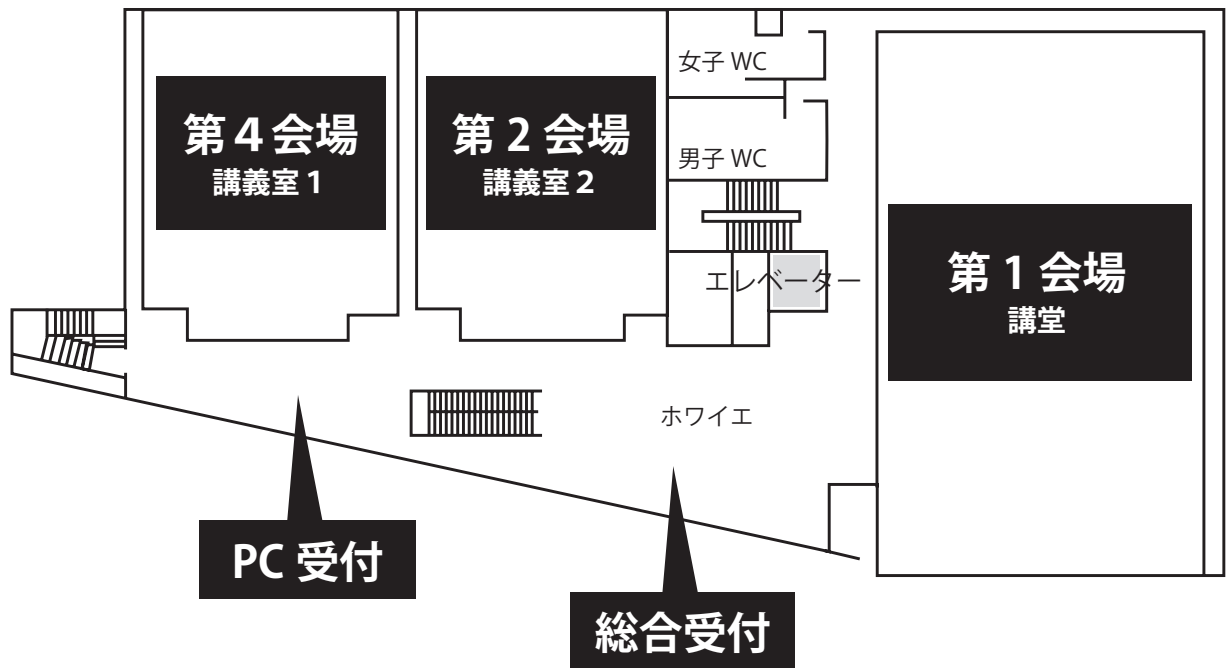 女子 WC
第4会場
講義室1
第2会場
講義室2
男子 WC
エレベーター
第1会場
講堂
ホワイエ
PC 受付
総合受付